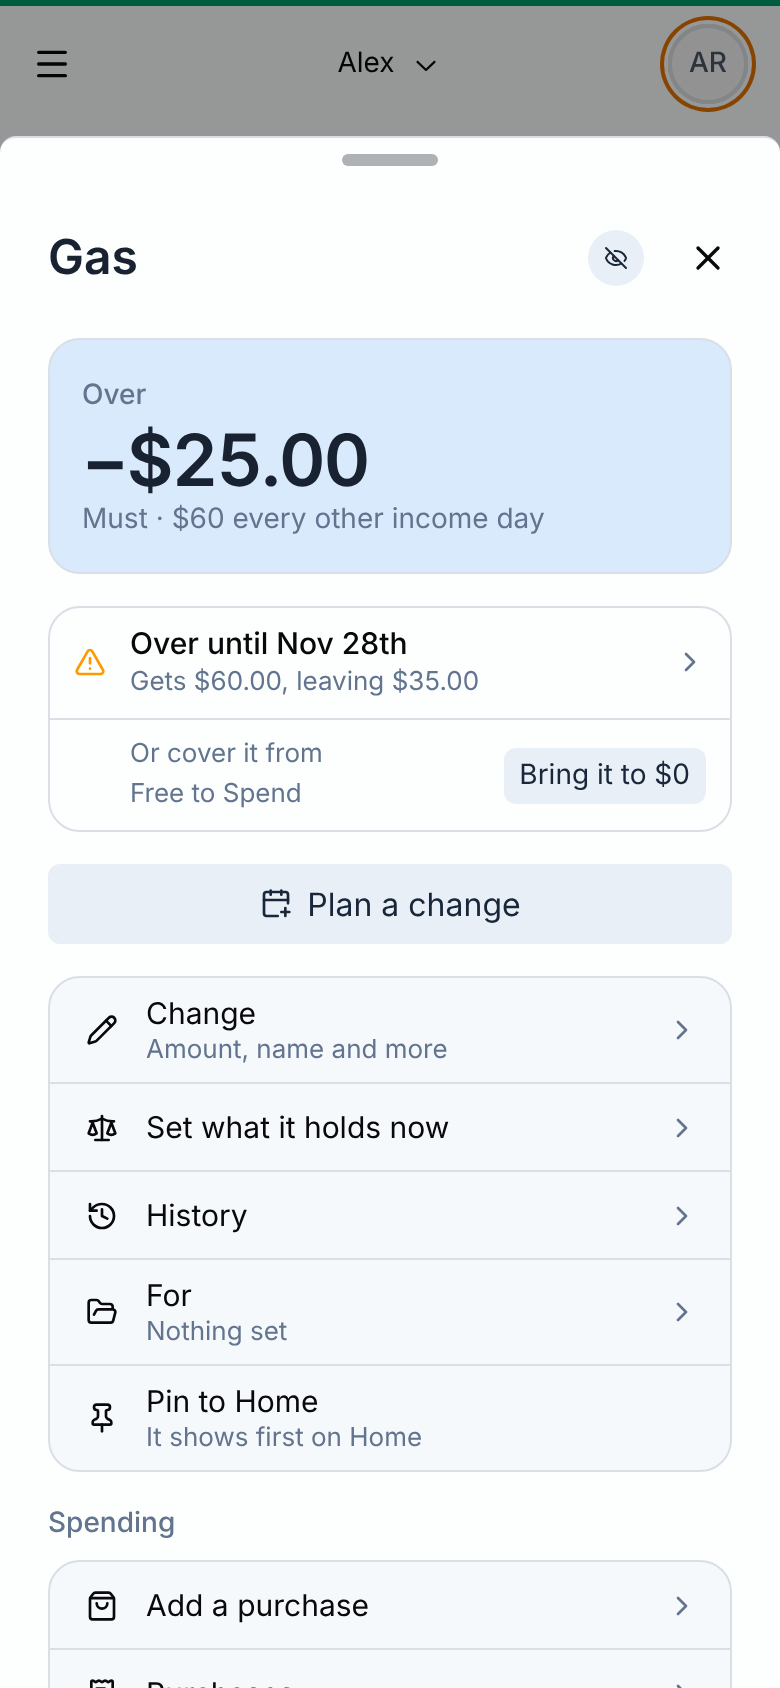 Alex
AR
Gas
Over
–$25.00
Must · $60 every other income day
Over until Nov 28th
Gets $60.00, leaving $35.00
Or cover it from
Free to Spend
Bring it to $0
Plan a change
Change
Amount, name and more
Set what it holds now
History
For
Nothing set
Pin to Home
It shows first on Home
Spending
Add a purchase